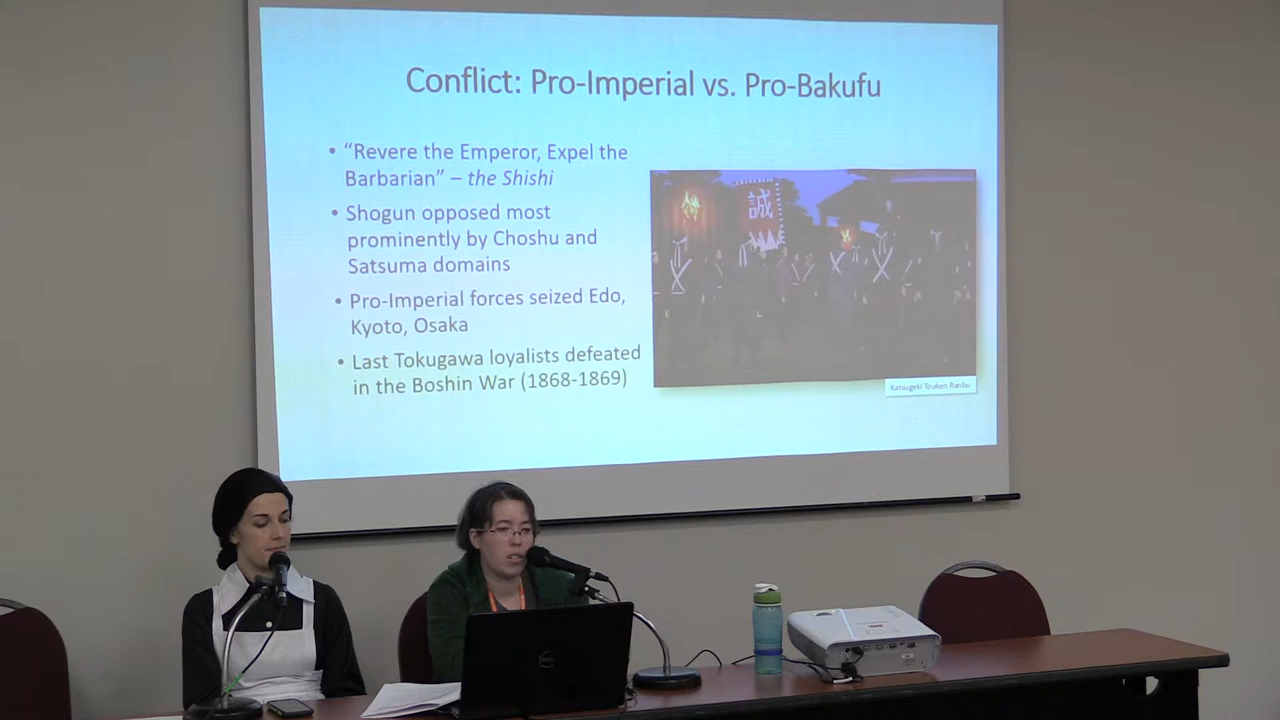 Conflict: Pro-Imperial vs. Pro-Bakufu
• “Revere the Emperor, Expel the
Barbarian” – the Shishi
• Shogun opposed most
prominently by Choshu and
Satsuma domains
• Pro-Imperial forces seized Edo,
Kyoto, Osaka
• Last Tokugawa loyalists defeated
in the Boshin War (1868-1869)
誠
Katsugeki Touken Ranbu
DELL